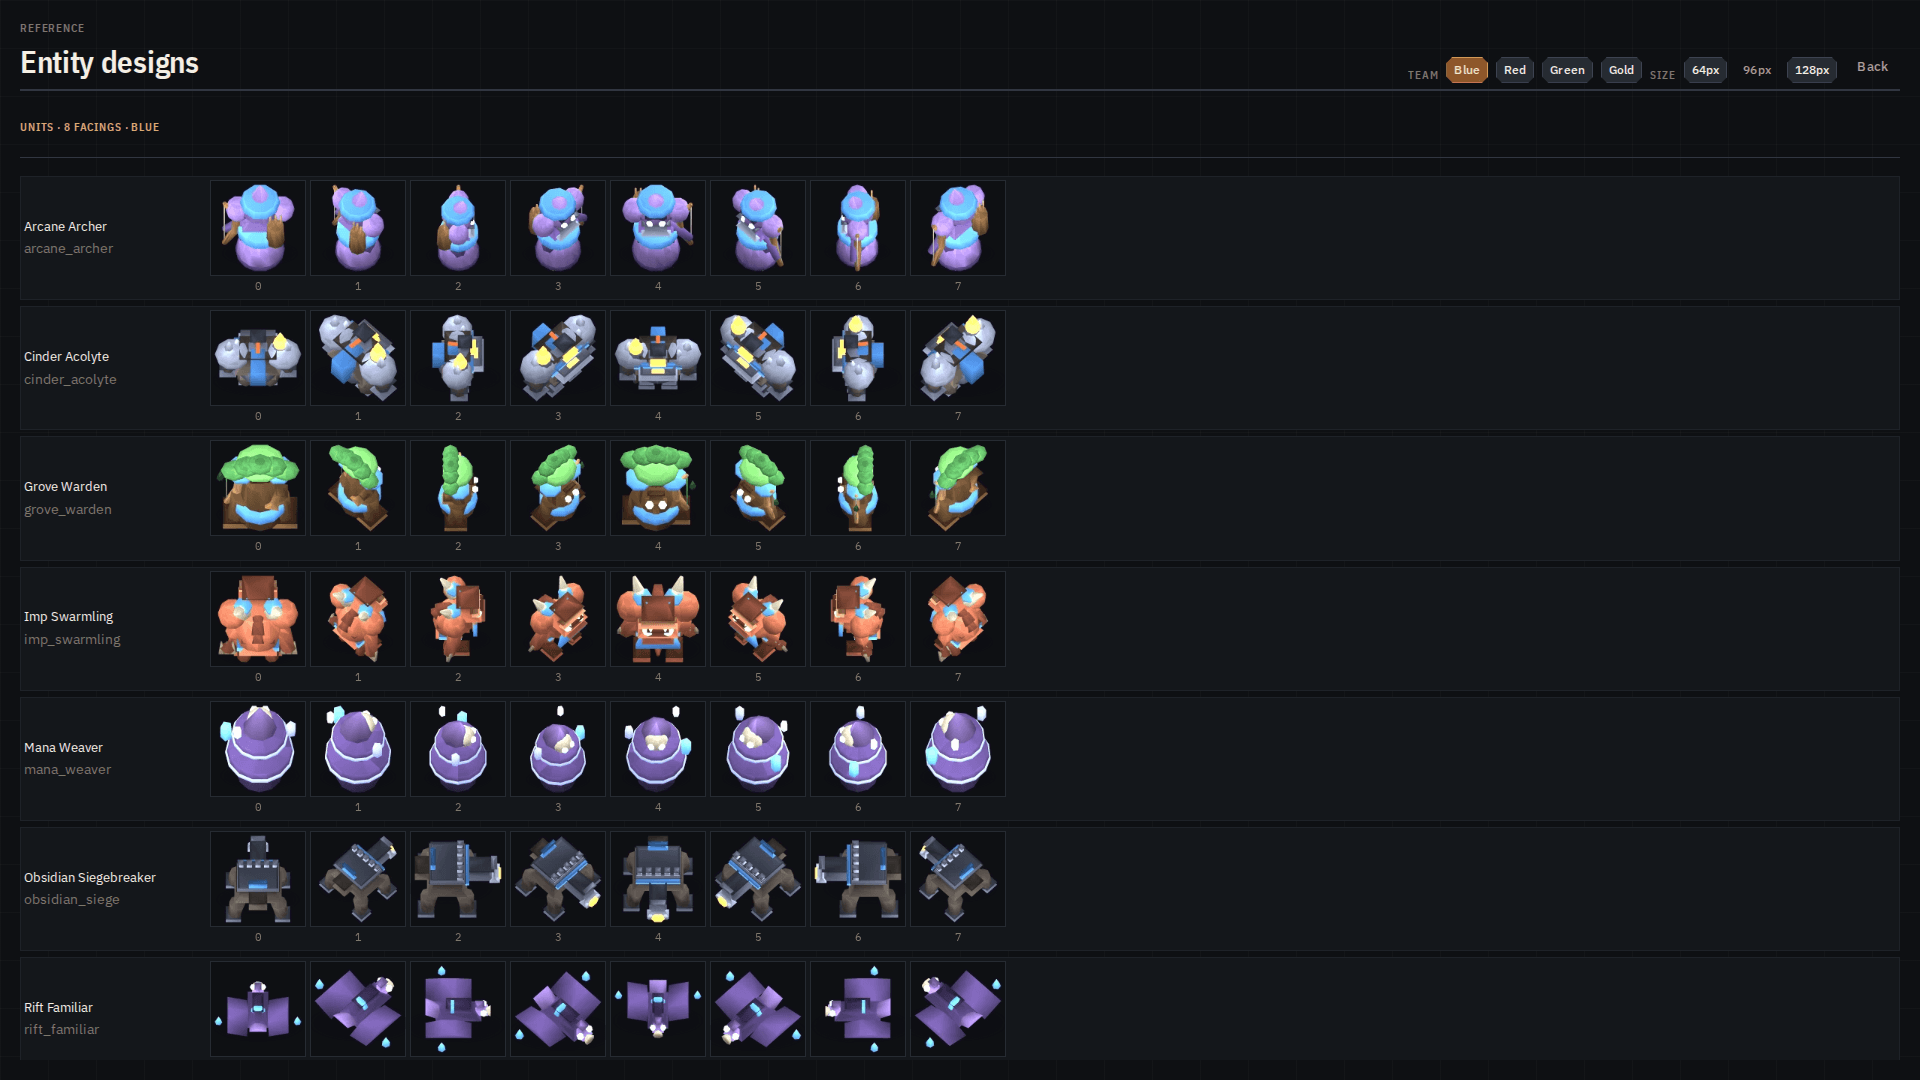 REFERENCE
Entity designs
TEAM Blue Red Green Gold SIZE 64px 96px 128px Back
UNITS · 8 FACINGS · BLUE
Arcane Archer
arcane_archer
0 1 2 3 4 5 6 7
Cinder Acolyte
cinder_acolyte
0 1 2 3 4 5 6 7
Grove Warden
grove_warden
0 1 2 3 4 5 6 7
Imp Swarmling
imp_swarmling
0 1 2 3 4 5 6 7
Mana Weaver
mana_weaver
0 1 2 3 4 5 6 7
Obsidian Siegebreaker
obsidian_siege
0 1 2 3 4 5 6 7
Rift Familiar
rift_familiar